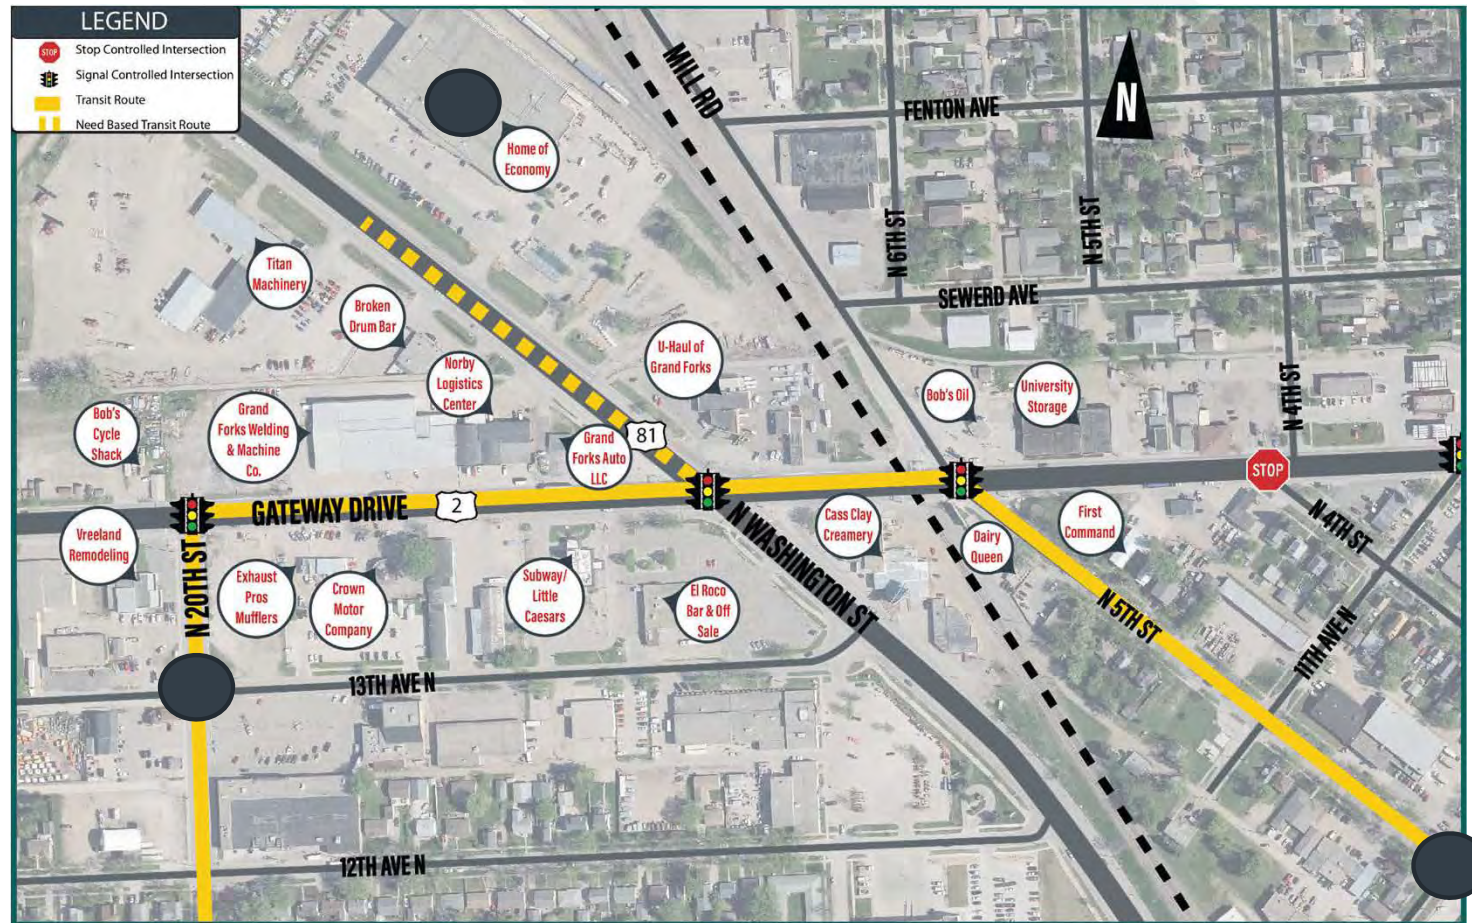 LEGEND
STOP
Stop Controlled Intersection
Signal Controlled Intersection
Transit Route
Need Based Transit Route
MILL RD
FENTON AVE
N
Home of
Economy
N 6TH ST
N 5TH ST
Titan
Machinery
SEWERD AVE
Broken
Drum Bar
U-Haul of
Grand Forks
Norby
Logistics
Center
Bob's Oil
University
Storage
N 4TH ST
Bob's
Cycle
Shack
Grand
Forks Welding
& Machine
Co.
Grand
Forks Auto
LLC
81
STOP
GATEWAY DRIVE
2
N WASHINGTON ST
Cass Clay
Creamery
Dairy
Queen
First
Command
N 4TH ST
Vreeland
Remodeling
N 20TH ST
Exhaust
Pros
Mufflers
Crown
Motor
Company
Subway/
Little
Caesars
El Roco
Bar & Off
Sale
N 5TH ST
11TH AVE N
13TH AVE N
12TH AVE N